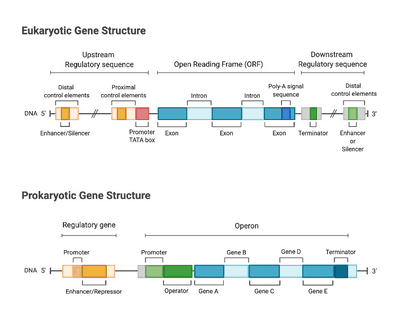 Eukaryotic Gene Structure
Upstream
Regulatory sequence
Open Reading Frame (ORF)
Downstream
Regulatory sequence
Distal
control elements
Proximal
control elements
Intron
Intron
Poly-A signal
sequence
Distal
control elements
DNA 5'
3'
Enhancer/Silencer
Promoter
TATA box
Exon
Exon
Exon
Terminator
Enhancer
or
Silencer
Prokaryotic Gene Structure
Regulatory gene
Operon
Promoter
Promoter
Gene B
Gene D
Terminator
DNA 5'
3'
Enhancer/Repressor
Operator
Gene A
Gene C
Gene E